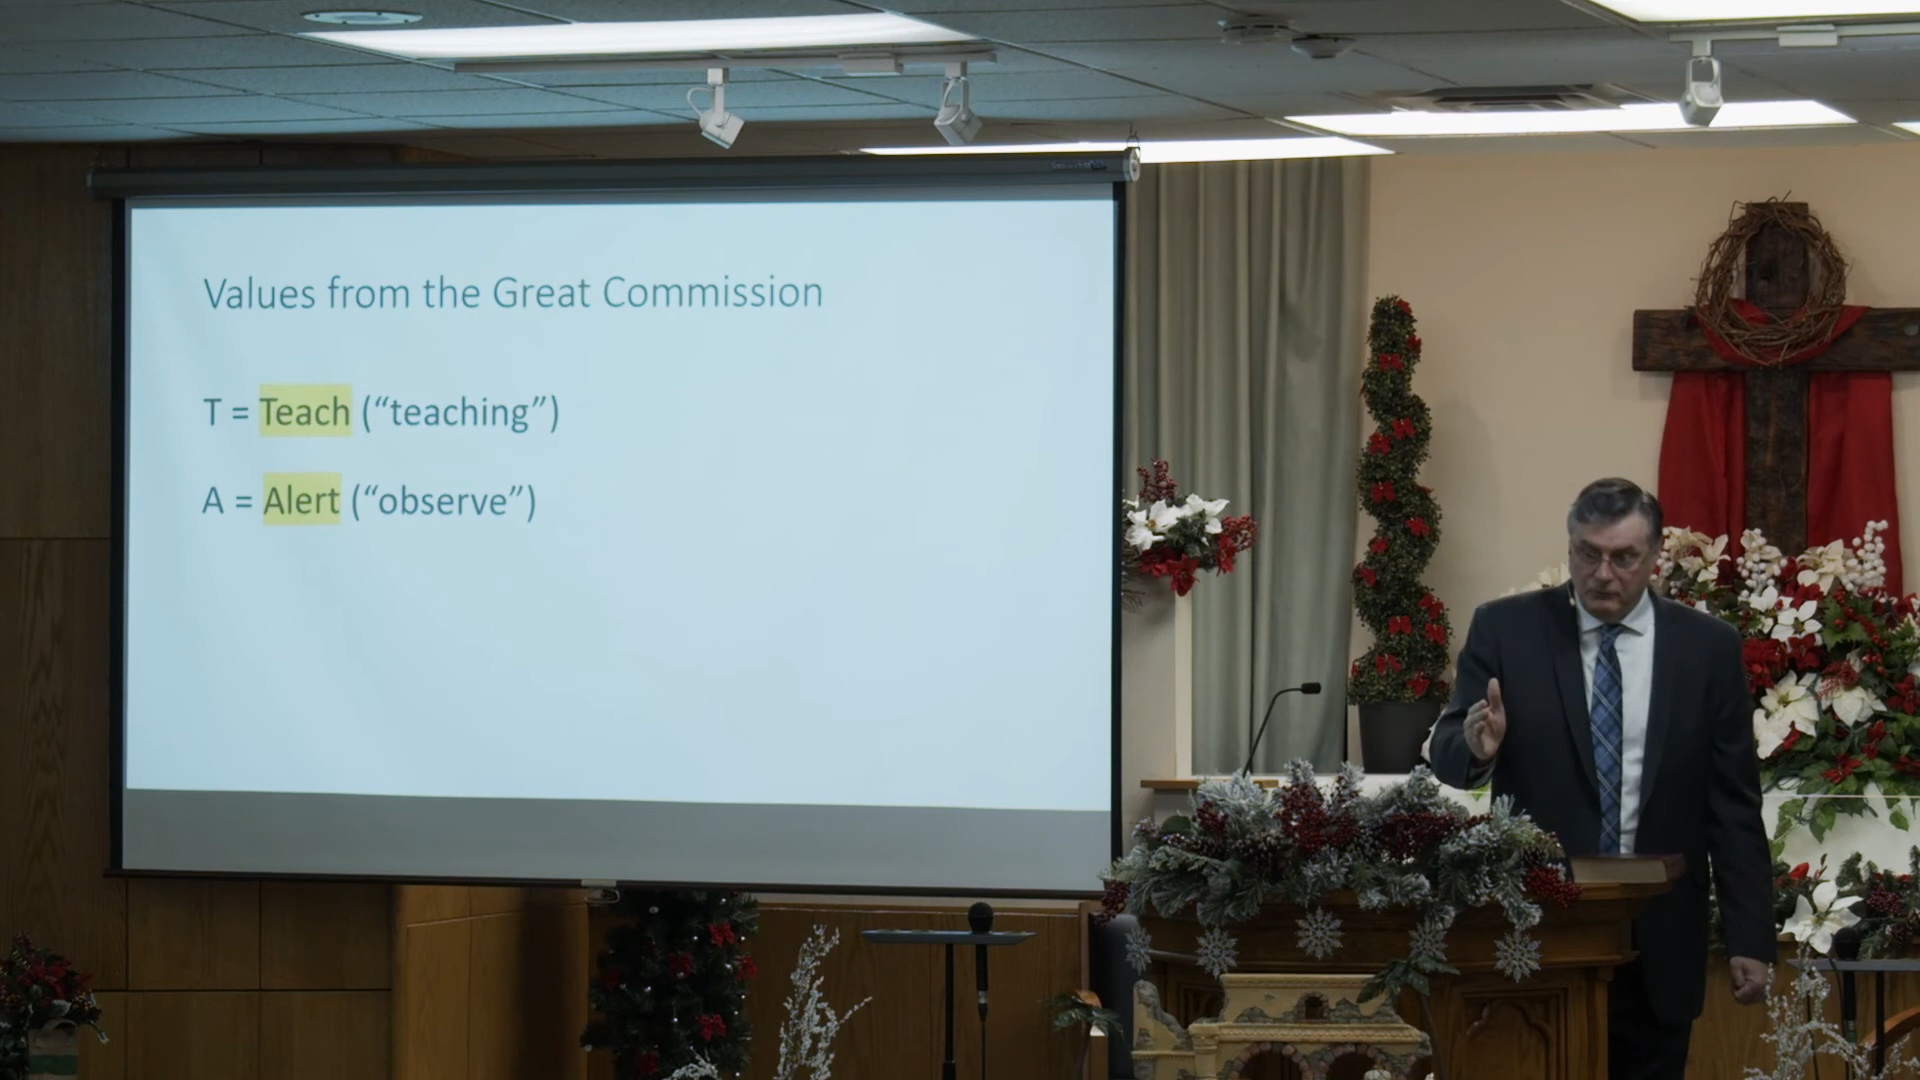 Values from the Great Commission
T = Teach (“teaching”)
A = Alert (“observe”)